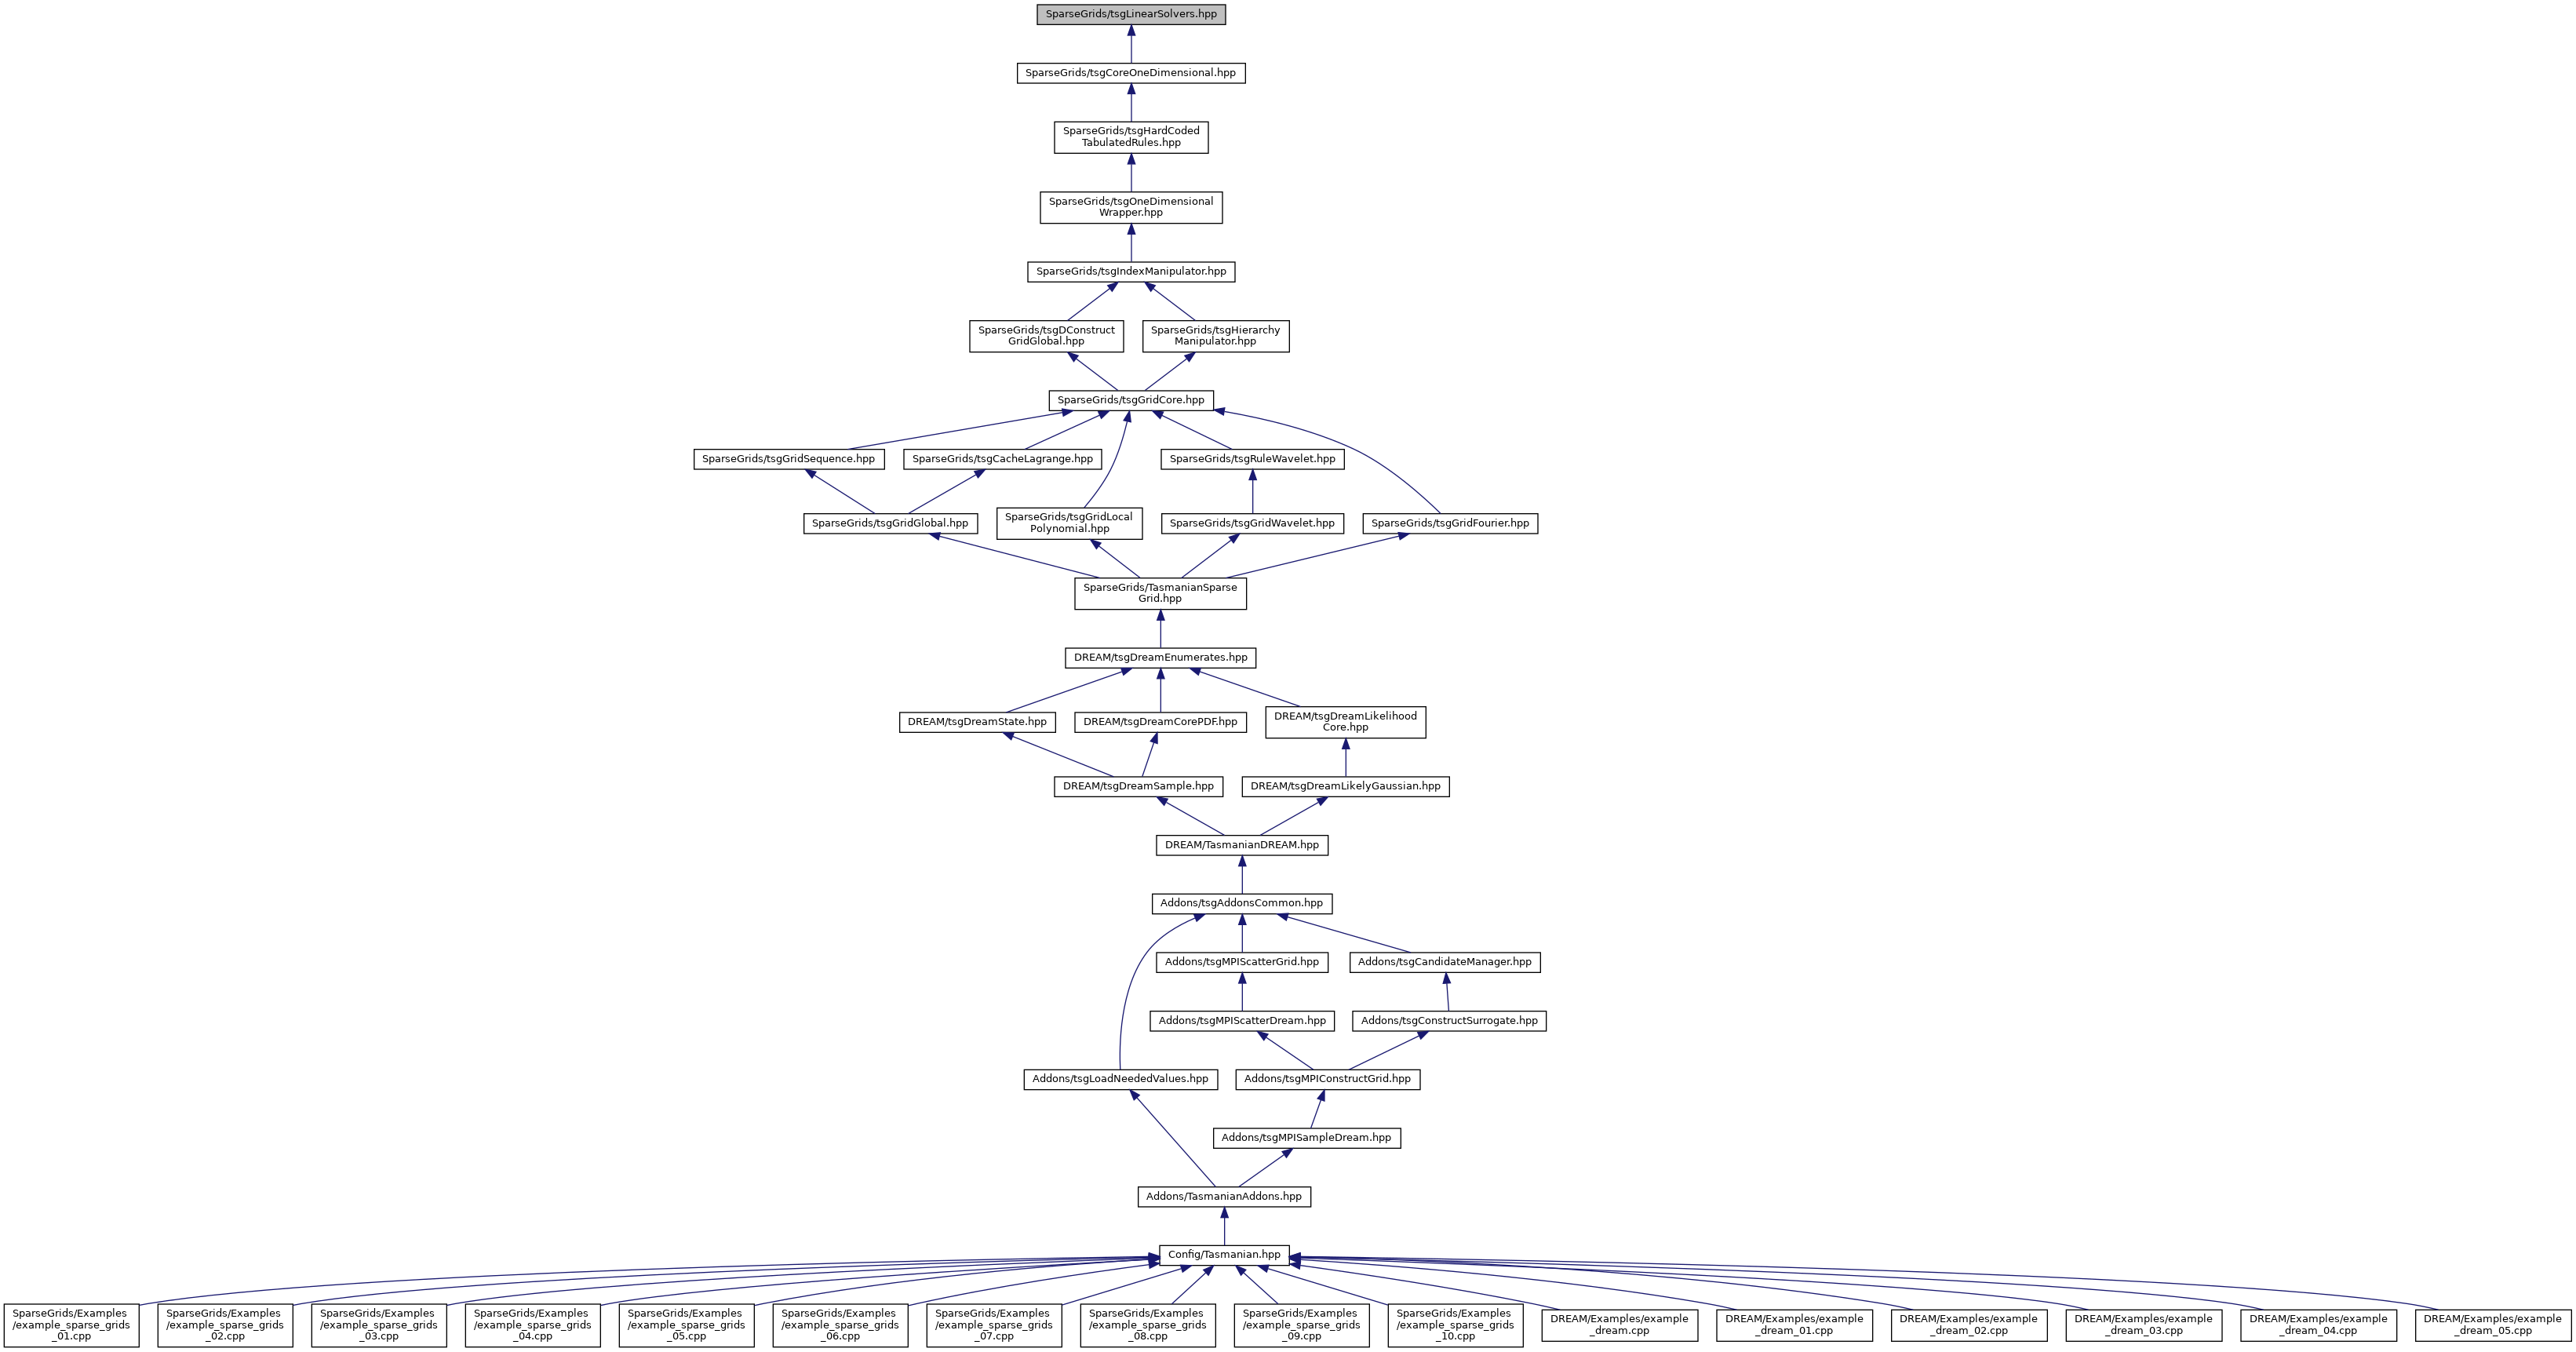 SparseGrids/tsgLinearSolvers.hpp
SparseGrids/tsgCoreOneDimensional.hpp
SparseGrids/tsgHardCoded
TabulatedRules.hpp
SparseGrids/tsgOneDimensional
Wrapper.hpp
SparseGrids/tsgIndexManipulator.hpp
SparseGrids/tsgDConstruct
GridGlobal.hpp
SparseGrids/tsgHierarchy
Manipulator.hpp
SparseGrids/tsgGridCore.hpp
SparseGrids/tsgGridSequence.hpp
SparseGrids/tsgCacheLagrange.hpp
SparseGrids/tsgRuleWavelet.hpp
SparseGrids/tsgGridGlobal.hpp
SparseGrids/tsgGridLocal
Polynomial.hpp
SparseGrids/tsgGridWavelet.hpp
SparseGrids/tsgGridFourier.hpp
SparseGrids/TasmanianSparse
Grid.hpp
DREAM/tsgDreamEnumerates.hpp
DREAM/tsgDreamState.hpp
DREAM/tsgDreamCorePDF.hpp
DREAM/tsgDreamLikelihood
Core.hpp
DREAM/tsgDreamSample.hpp
DREAM/tsgDreamLikelyGaussian.hpp
DREAM/TasmanianDREAM.hpp
Addons/tsgAddonsCommon.hpp
Addons/tsgMPIScatterGrid.hpp
Addons/tsgCandidateManager.hpp
Addons/tsgMPIScatterDream.hpp
Addons/tsgConstructSurrogate.hpp
Addons/tsgLoadNeededValues.hpp
Addons/tsgMPIConstructGrid.hpp
Addons/tsgMPISampleDream.hpp
Addons/TasmanianAddons.hpp
Config/Tasmanian.hpp
SparseGrids/Examples
/example_sparse_grids
_01.cpp
SparseGrids/Examples
/example_sparse_grids
_02.cpp
SparseGrids/Examples
/example_sparse_grids
_03.cpp
SparseGrids/Examples
/example_sparse_grids
_04.cpp
SparseGrids/Examples
/example_sparse_grids
_05.cpp
SparseGrids/Examples
/example_sparse_grids
_06.cpp
SparseGrids/Examples
/example_sparse_grids
_07.cpp
SparseGrids/Examples
/example_sparse_grids
_08.cpp
SparseGrids/Examples
/example_sparse_grids
_09.cpp
SparseGrids/Examples
/example_sparse_grids
_10.cpp
DREAM/Examples/example
_dream.cpp
DREAM/Examples/example
_dream_01.cpp
DREAM/Examples/example
_dream_02.cpp
DREAM/Examples/example
_dream_03.cpp
DREAM/Examples/example
_dream_04.cpp
DREAM/Examples/example
_dream_05.cpp